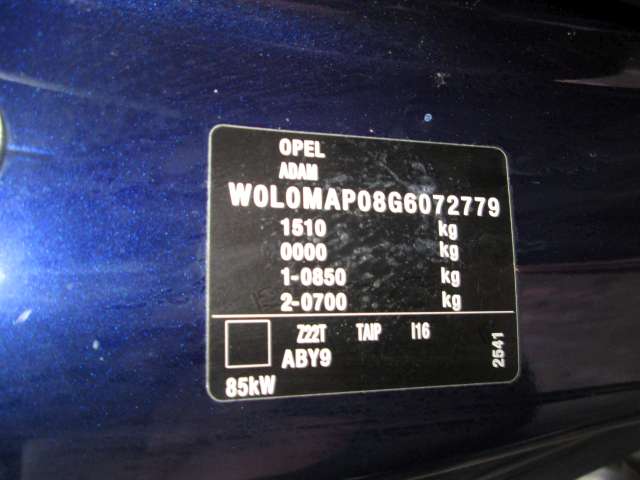 OPEL
ADAM
W0L0MAP08G6072779
1510 kg
0000 kg
1-0850 kg
2-0700 kg
Z22T TAIP I16
ABY9
2541
85kW